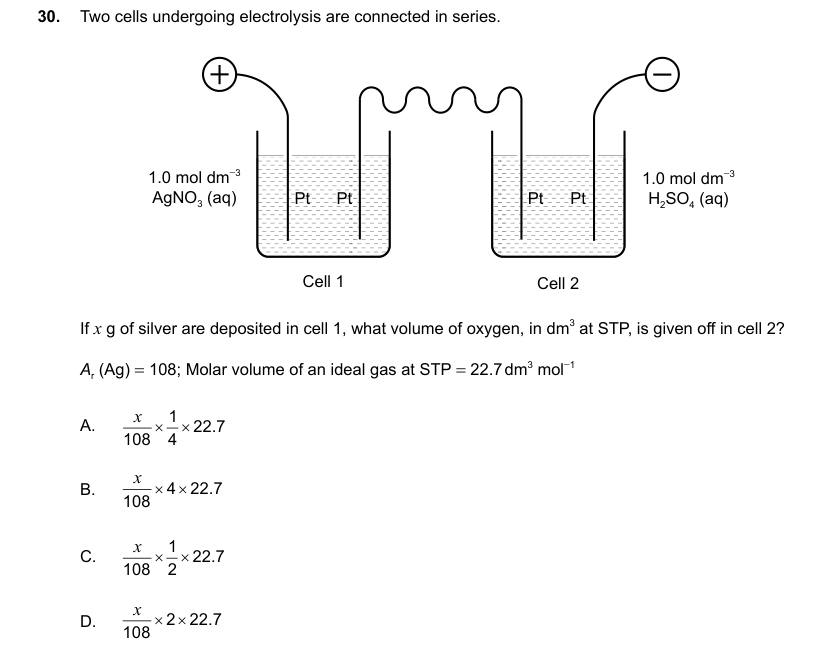 30. Two cells undergoing electrolysis are connected in series.
+
−
1.0 mol dm⁻³
AgNO₃ (aq)
Pt Pt
Pt Pt
1.0 mol dm⁻³
H₂SO₄ (aq)
Cell 1
Cell 2
If x g of silver are deposited in cell 1, what volume of oxygen, in dm³ at STP, is given off in cell 2?
Aᵣ (Ag) = 108; Molar volume of an ideal gas at STP = 22.7 dm³ mol⁻¹
A. x/108 × 1/4 × 22.7
B. x/108 × 4 × 22.7
C. x/108 × 1/2 × 22.7
D. x/108 × 2 × 22.7